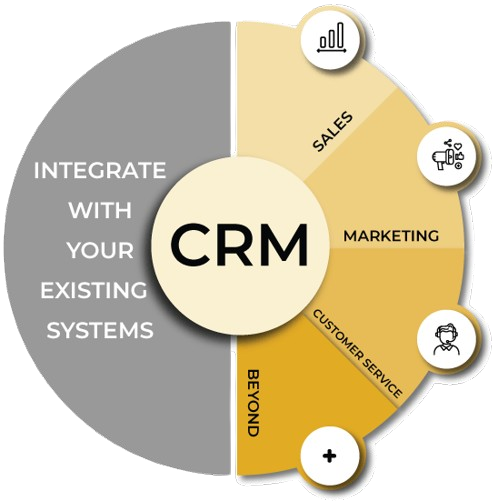 INTEGRATE
WITH
YOUR
EXISTING
SYSTEMS
CRM
SALES
MARKETING
CUSTOMER SERVICE
BEYOND